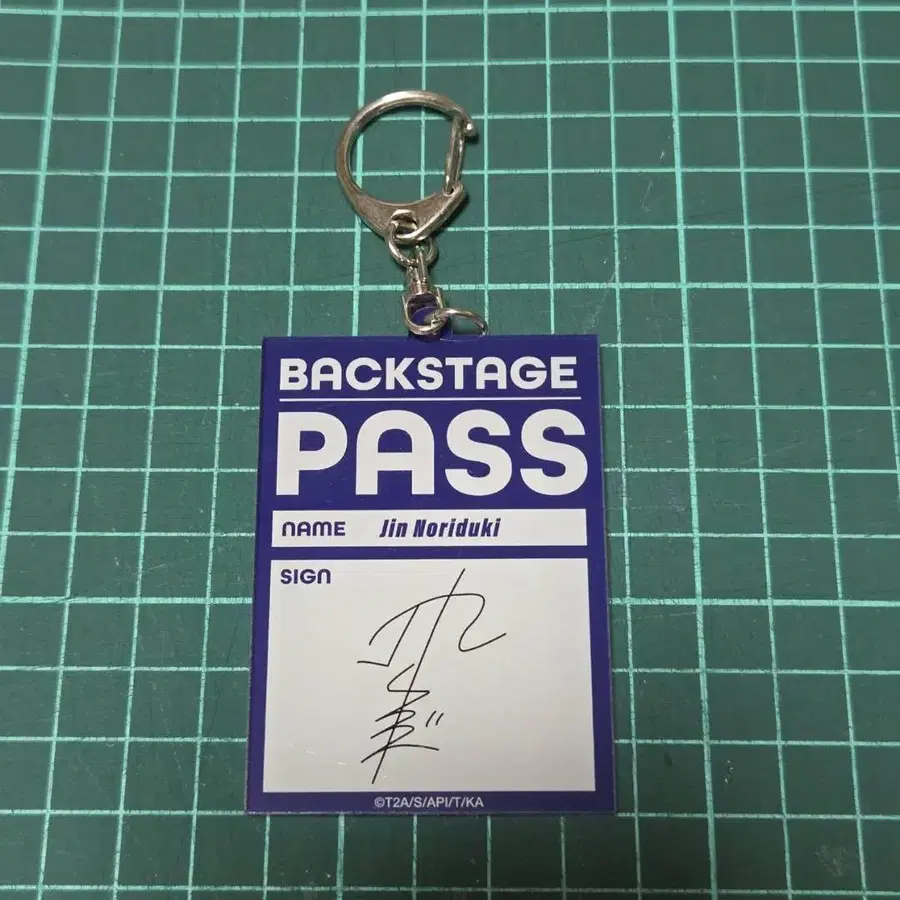 BACKSTAGE
PASS
NAME Jin Noriduki
SIGN
©T2A/S/API/T/KA